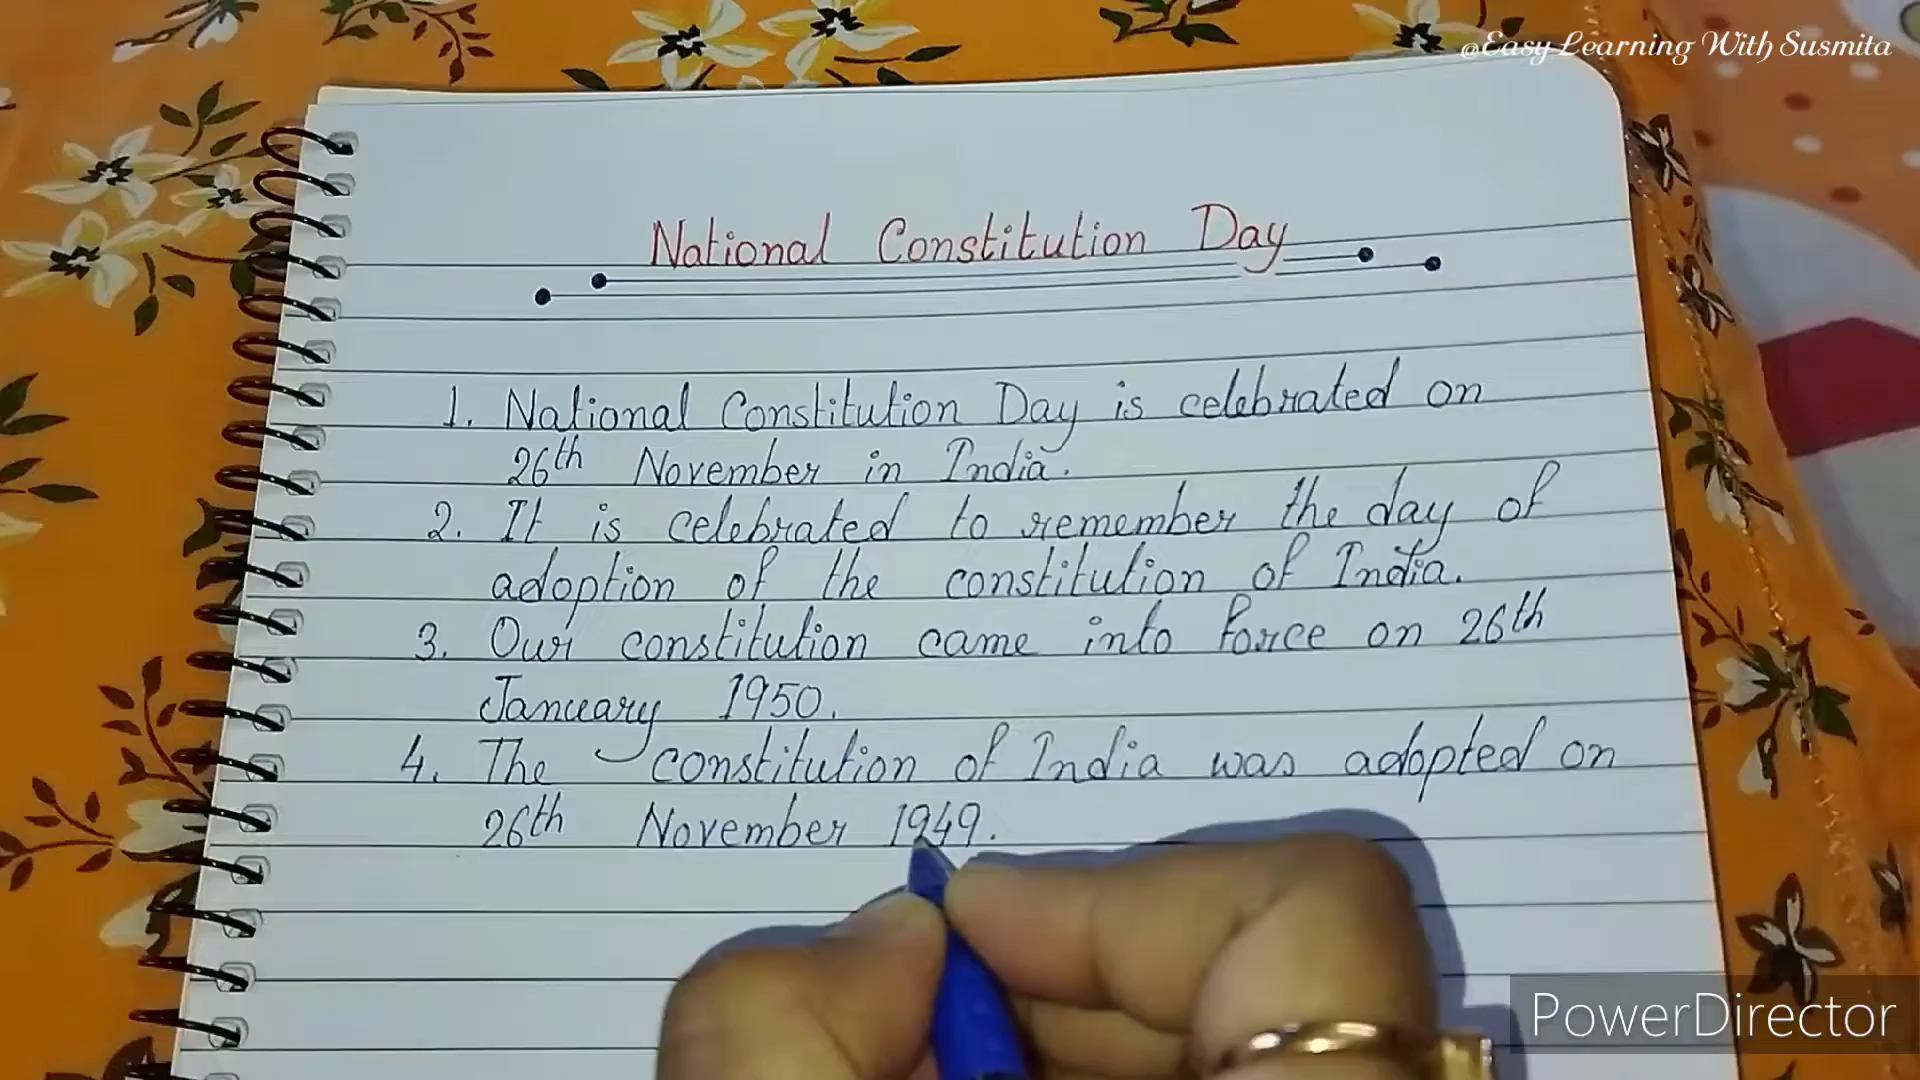 @Easy Learning With Susmita
National Constitution Day
1. National Constitution Day is celebrated on
26th November in India.
2. It is celebrated to remember the day of
adoption of the constitution of India.
3. Our constitution came into force on 26th
January 1950.
4. The constitution of India was adopted on
26th November 1949.
PowerDirector